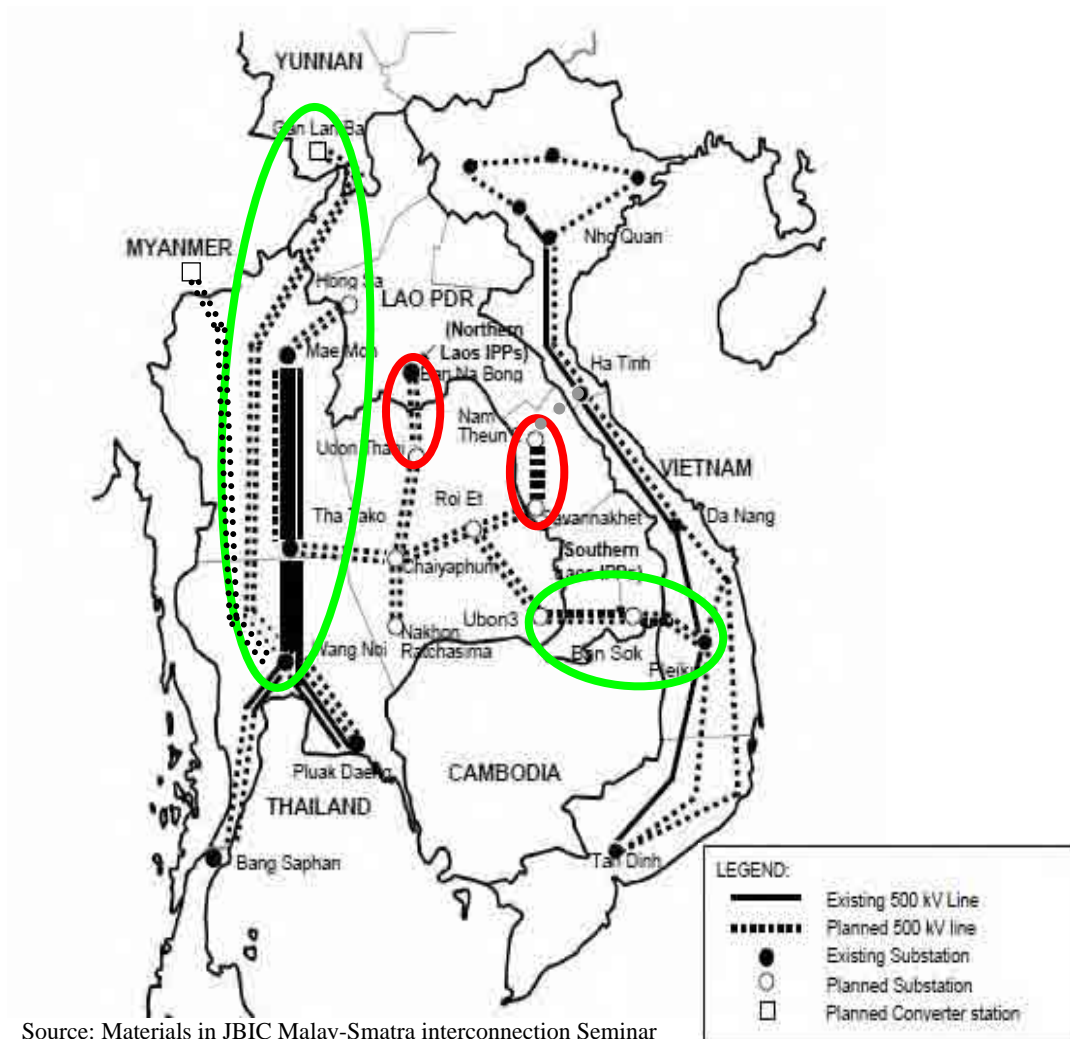 YUNNAN
Gan Lan Ba
MYANMER
Nho Quan
Hong Sa
LAO PDR
(Northern
Laos IPPs)
Mae Moh
Ban Na Bong
Ha Tinh
Nam
Theun
Udon Thani
VIETNAM
Roi Et
Tha Tako
Savannakhet
Da Nang
(Southern
Laos IPPs)
Chaiyaphum
Ubon3
Nakhon
Ratchasima
Wang Noi
Ban Sok
Pleiku
Pluak Daeng
CAMBODIA
THAILAND
Bang Saphan
Tan Dinh
LEGEND:
Existing 500 kV Line
Planned 500 kV line
Existing Substation
Planned Substation
Planned Converter station
Source: Materials in JBIC Malay-Smatra interconnection Seminar